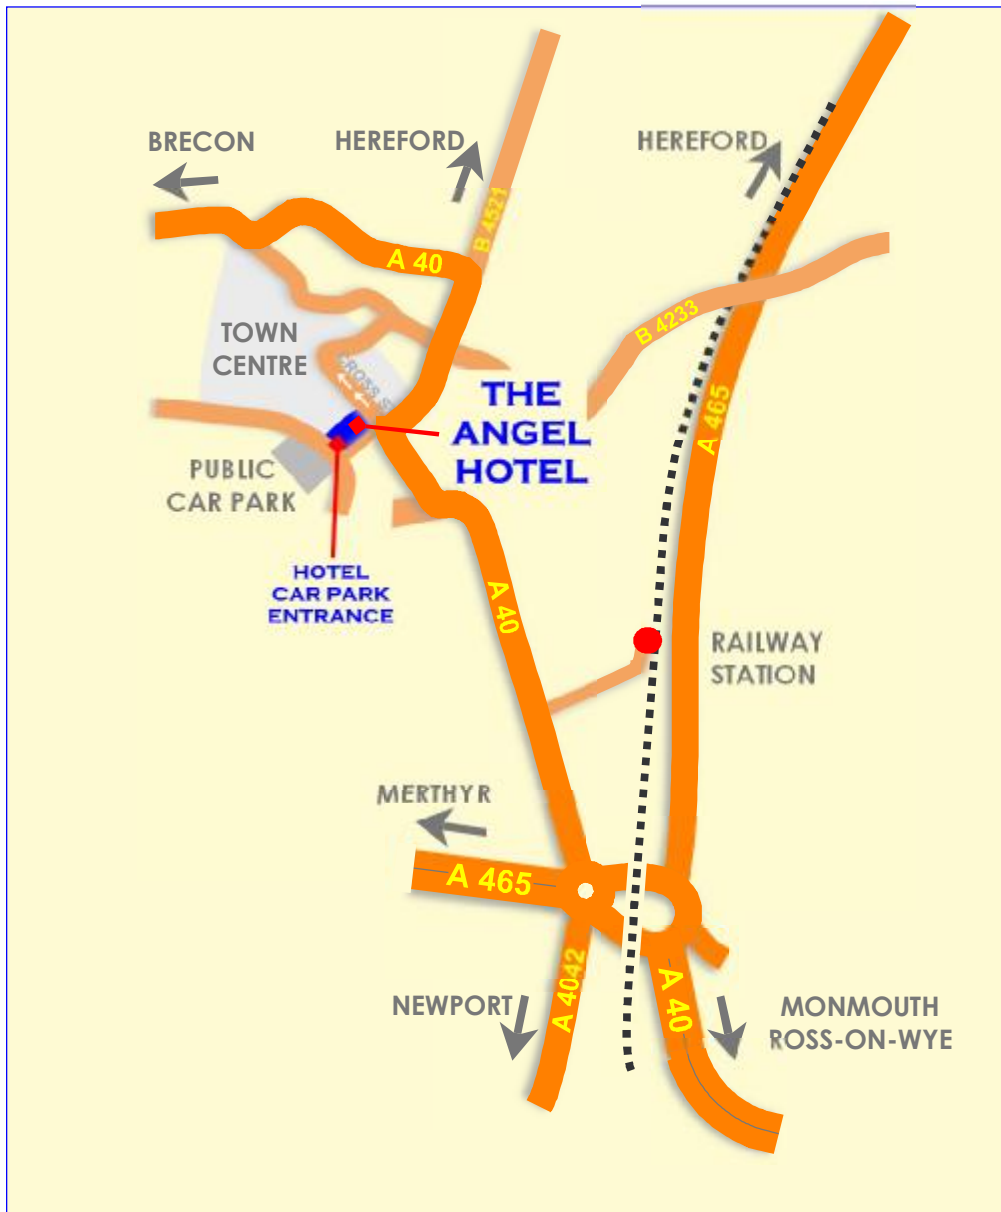 BRECON
HEREFORD
HEREFORD
B 4521
A 40
TOWN
CENTRE
B 4233
CROSS ST
THE
ANGEL
HOTEL
A 465
PUBLIC
CAR PARK
HOTEL
CAR PARK
ENTRANCE
A 40
RAILWAY
STATION
MERTHYR
A 465
NEWPORT
A 4042
A 40
MONMOUTH
ROSS-ON-WYE